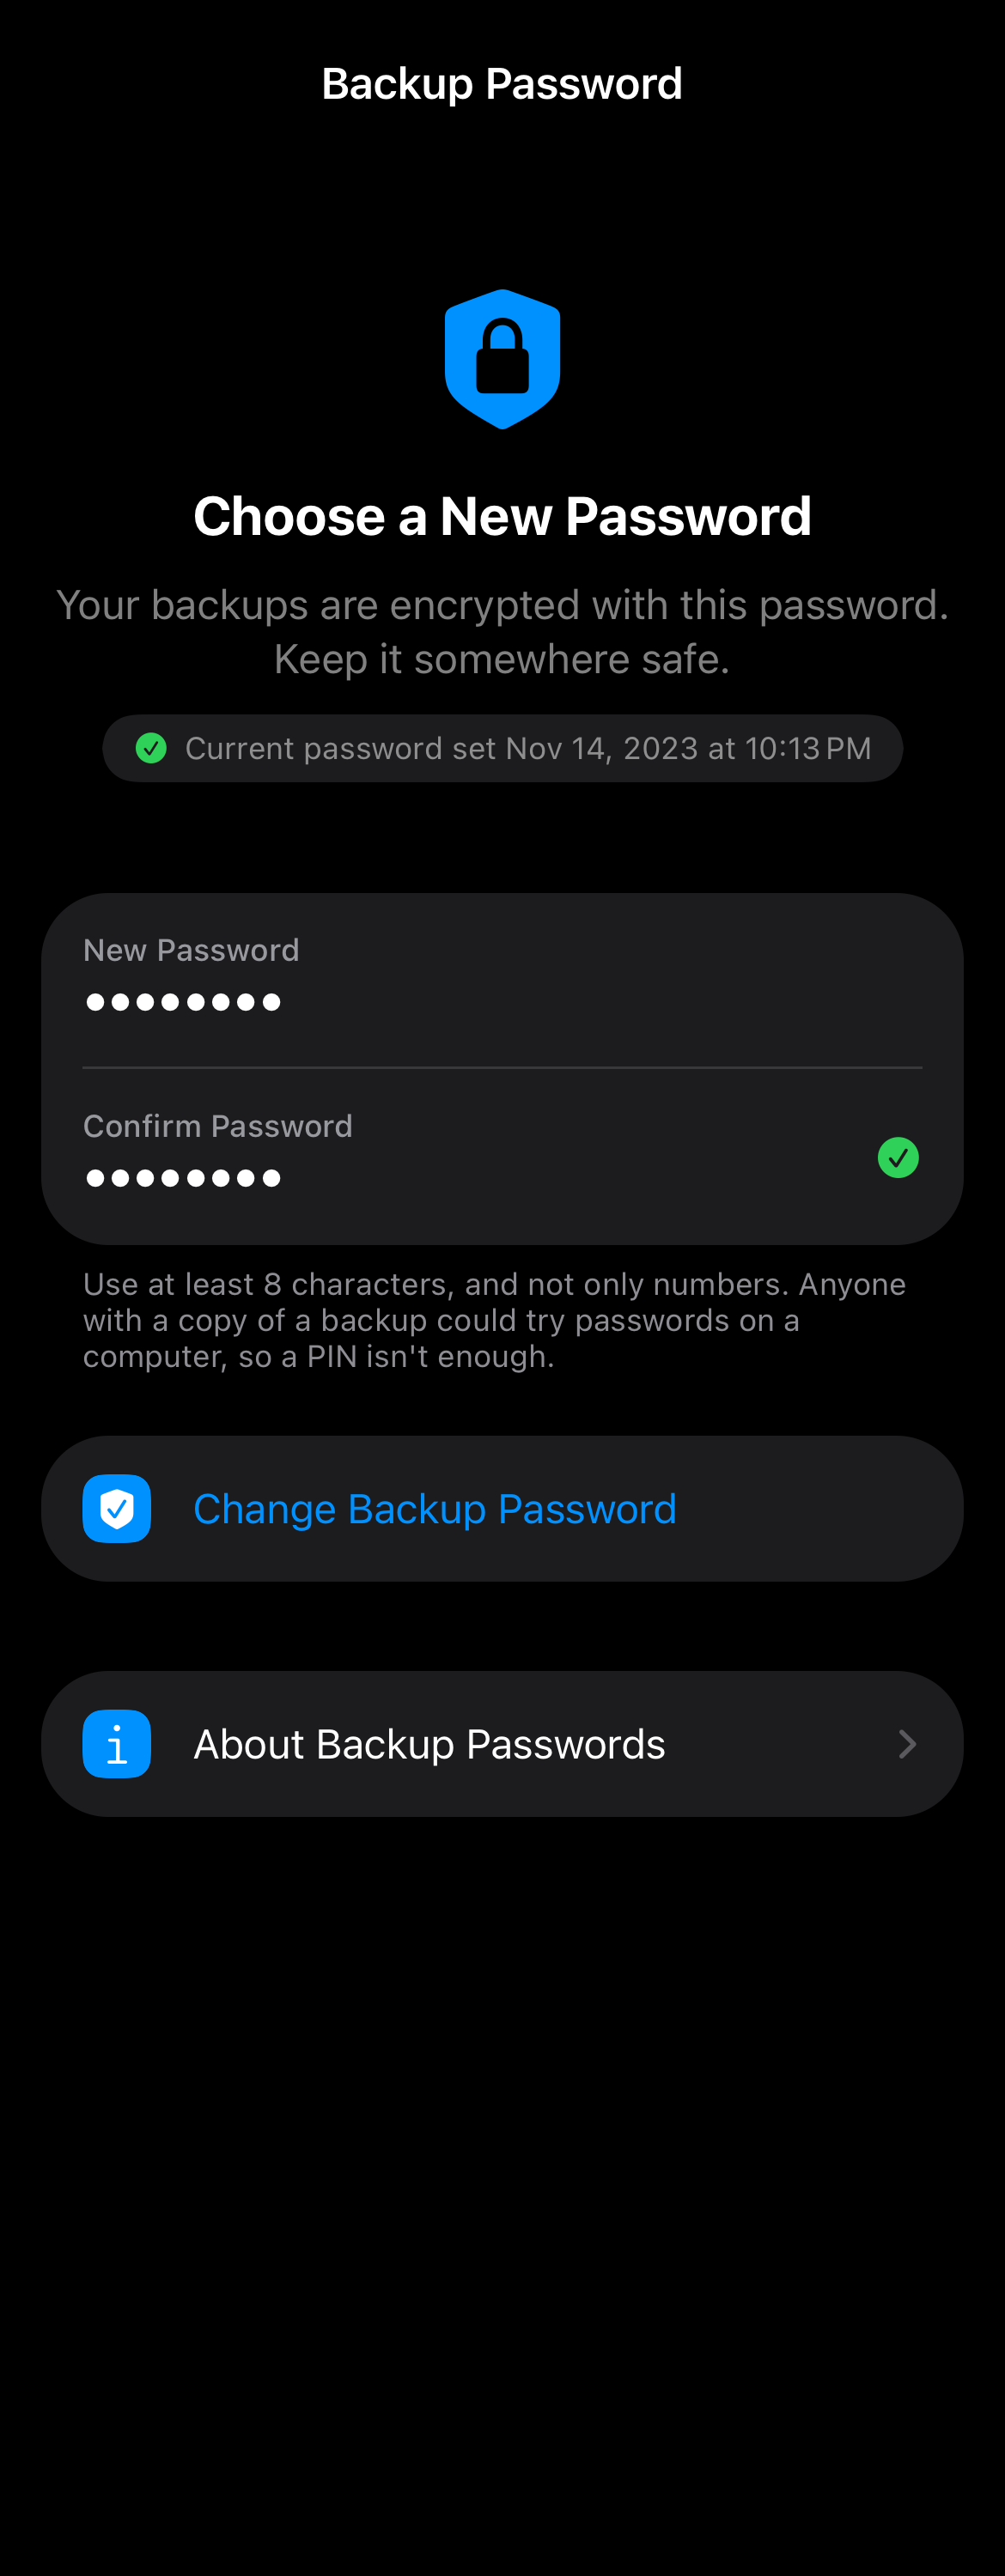 Backup Password
Choose a New Password
Your backups are encrypted with this password.
Keep it somewhere safe.
Current password set Nov 14, 2023 at 10:13 PM
New Password
••••••••
Confirm Password
••••••••
Use at least 8 characters, and not only numbers. Anyone
with a copy of a backup could try passwords on a
computer, so a PIN isn't enough.
Change Backup Password
About Backup Passwords